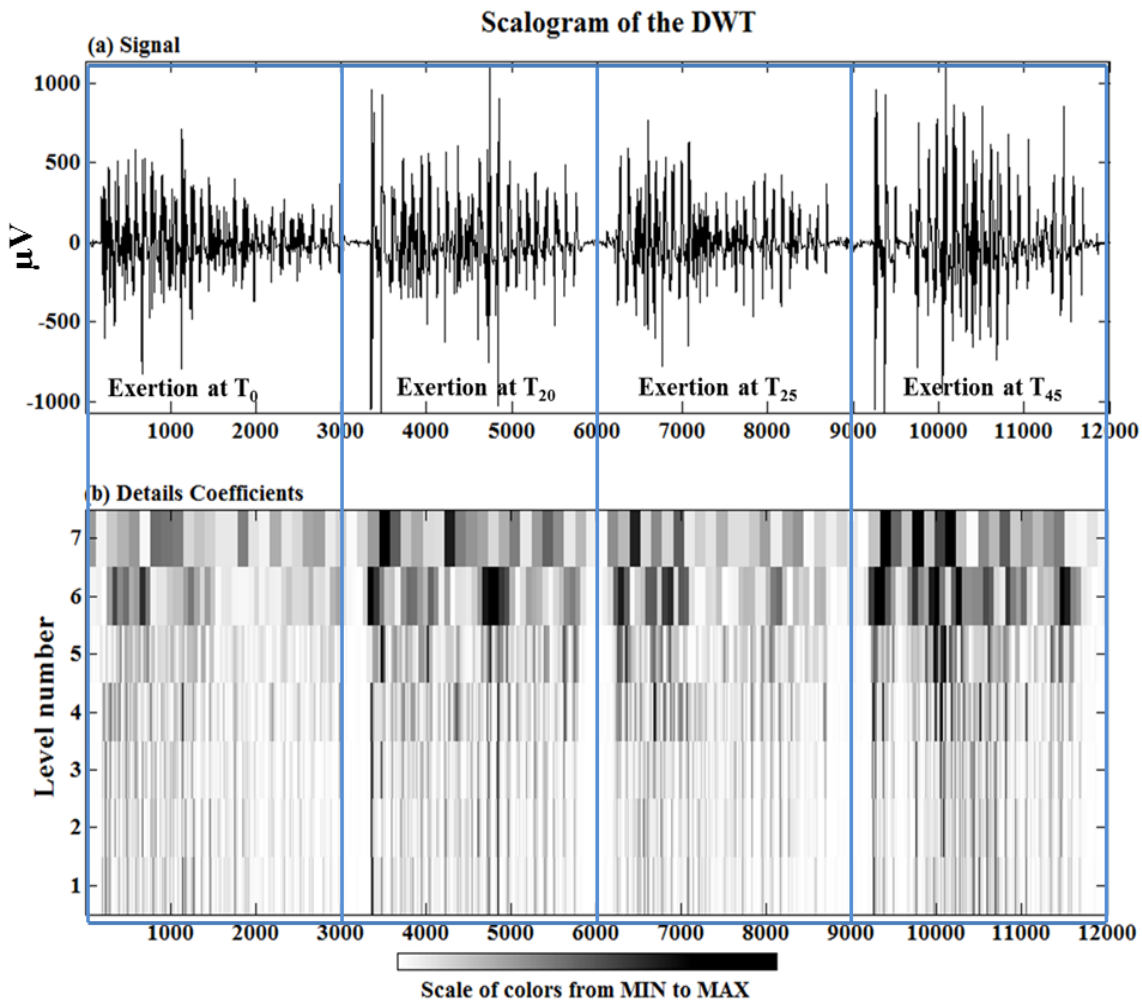 Scalogram of the DWT
(a) Signal
1000
500
0
-500
-1000
μV
Exertion at T0
Exertion at T20
Exertion at T25
Exertion at T45
1000 2000 3000 4000 5000 6000 7000 8000 9000 10000 11000 12000
(b) Details Coefficients
7
6
5
4
3
2
1
Level number
1000 2000 3000 4000 5000 6000 7000 8000 9000 10000 11000 12000
Scale of colors from MIN to MAX